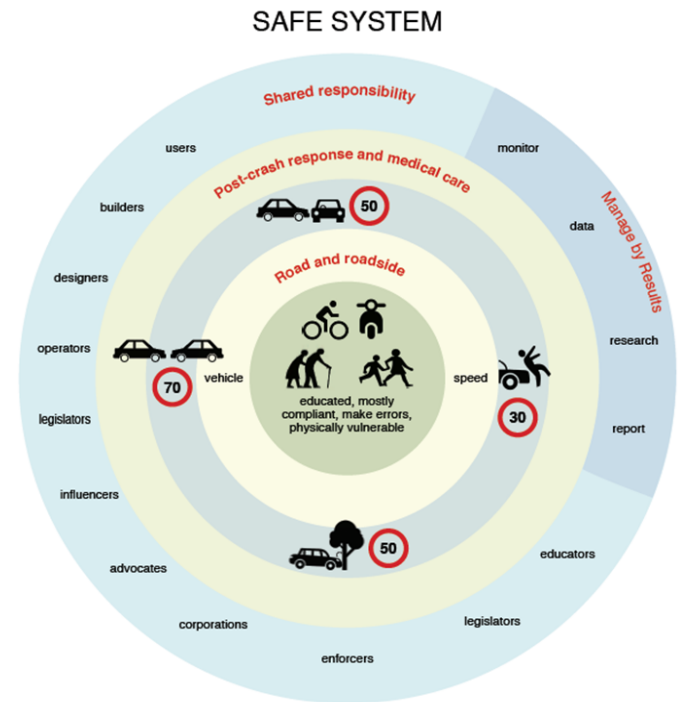 SAFE SYSTEM
Shared responsibility
users
monitor
Post-crash response and medical care
builders
50
data
Manage by Results
Road and roadside
designers
operators
research
vehicle
speed
70
educated, mostly
compliant, make errors,
physically vulnerable
30
legislators
report
influencers
50
educators
advocates
corporations
legislators
enforcers